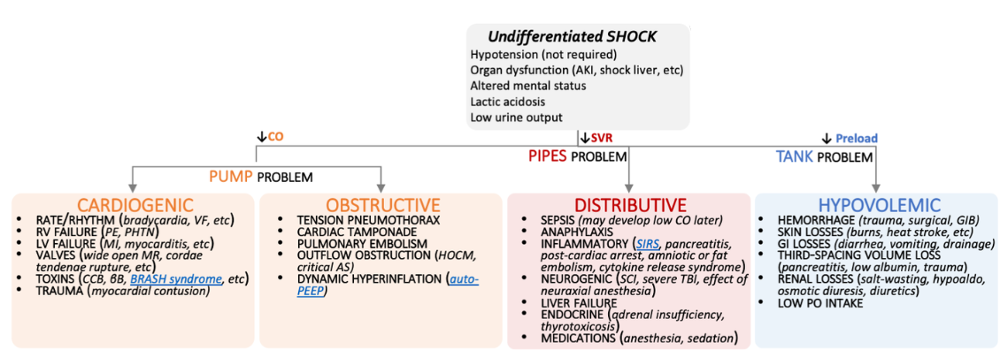 Undifferentiated SHOCK
Hypotension (not required)
Organ dysfunction (AKI, shock liver, etc)
Altered mental status
Lactic acidosis
Low urine output
↓CO
↓SVR
↓ Preload
PUMP PROBLEM
PIPES PROBLEM
TANK PROBLEM
CARDIOGENIC
• RATE/RHYTHM (bradycardia, VF, etc)
• RV FAILURE (PE, PHTN)
• LV FAILURE (MI, myocarditis, etc)
• VALVES (wide open MR, cordae
tendenae rupture, etc)
• TOXINS (CCB, βB, BRASH syndrome, etc)
• TRAUMA (myocardial contusion)
OBSTRUCTIVE
• TENSION PNEUMOTHORAX
• CARDIAC TAMPONADE
• PULMONARY EMBOLISM
• OUTFLOW OBSTRUCTION (HOCM,
critical AS)
• DYNAMIC HYPERINFLATION (auto-
PEEP)
DISTRIBUTIVE
• SEPSIS (may develop low CO later)
• ANAPHYLAXIS
• INFLAMMATORY (SIRS, pancreatitis,
post-cardiac arrest, amniotic or fat
embolism, cytokine release syndrome)
• NEUROGENIC (SCI, severe TBI, effect of
neuraxial anesthesia)
• LIVER FAILURE
• ENDOCRINE (adrenal insufficiency,
thyrotoxicosis)
• MEDICATIONS (anesthesia, sedation)
HYPOVOLEMIC
• HEMORRHAGE (trauma, surgical, GIB)
• SKIN LOSSES (burns, heat stroke, etc)
• GI LOSSES (diarrhea, vomiting, drainage)
• THIRD-SPACING VOLUME LOSS
(pancreatitis, low albumin, trauma)
• RENAL LOSSES (salt-wasting, hypoaldo,
osmotic diuresis, diuretics)
• LOW PO INTAKE